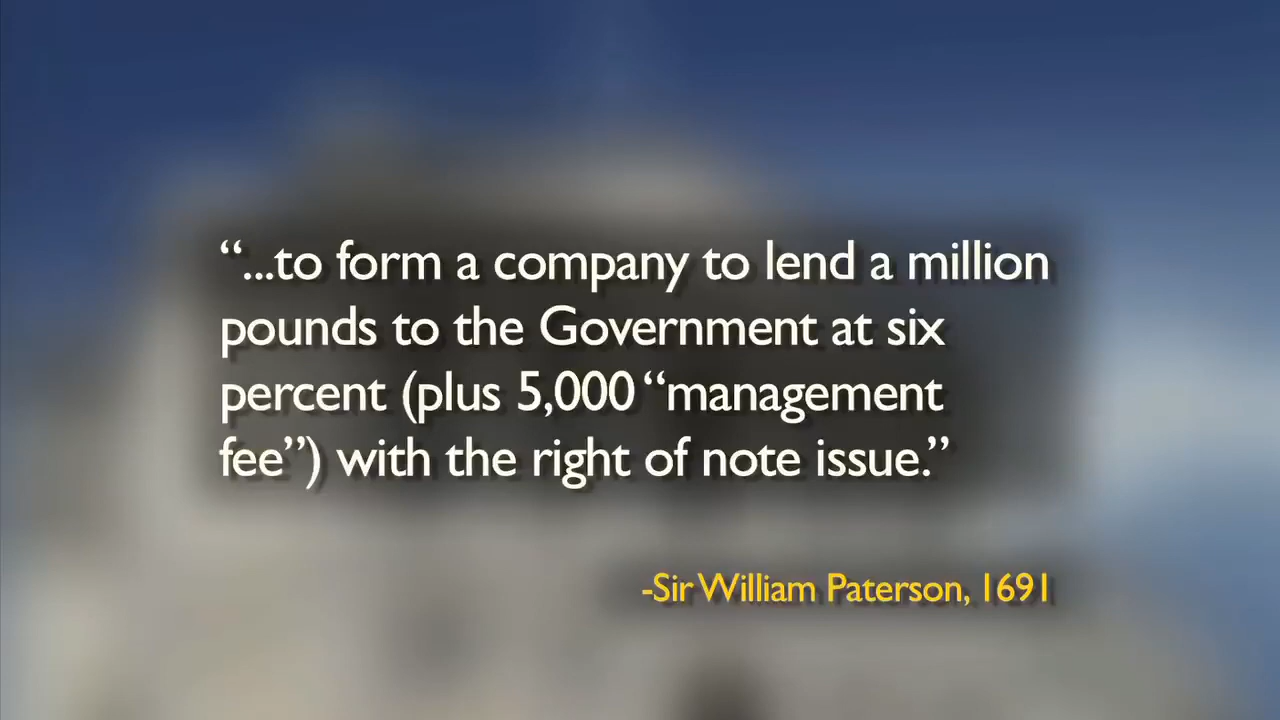 “...to form a company to lend a million
pounds to the Government at six
percent (plus 5,000 “management
fee”) with the right of note issue.”
-Sir William Paterson, 1691